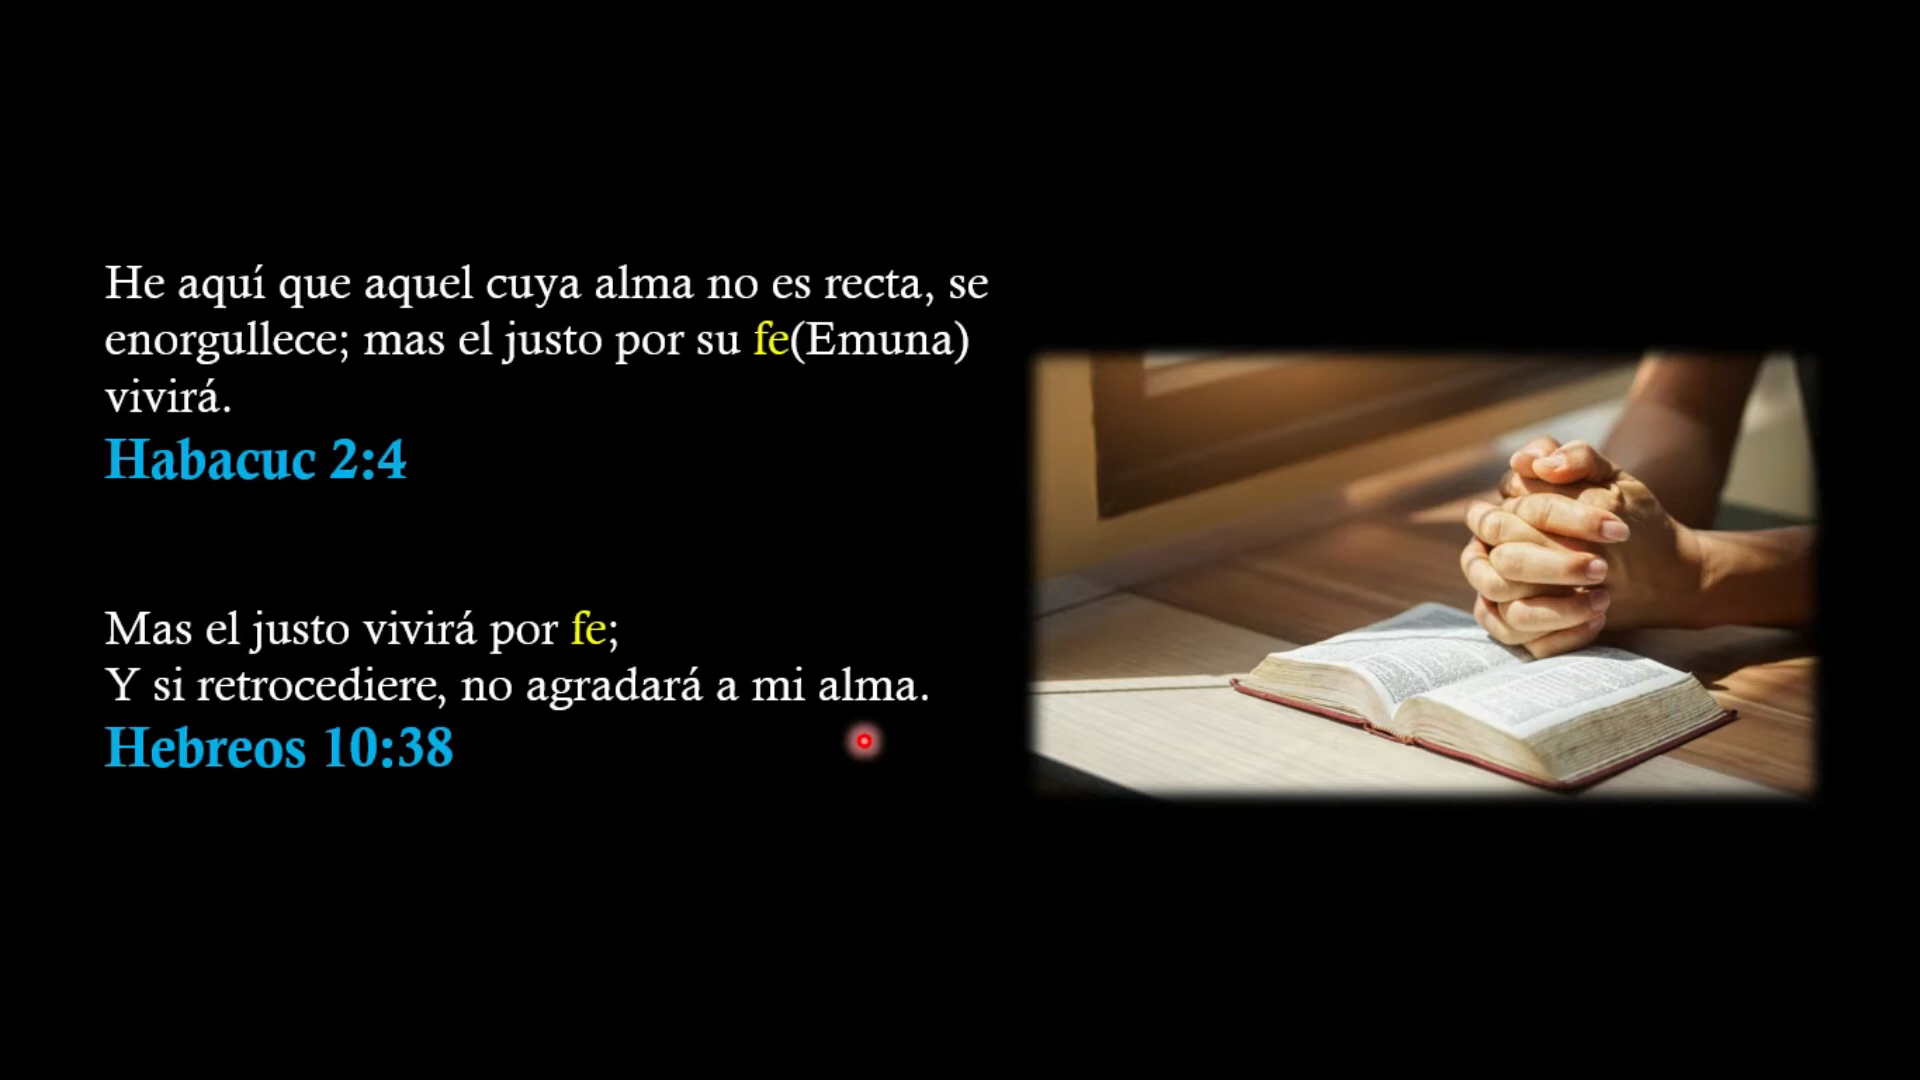 He aquí que aquel cuya alma no es recta, se
enorgullece; mas el justo por su fe(Emuna)
vivirá.
Habacuc 2:4
Mas el justo vivirá por fe;
Y si retrocediere, no agradará a mi alma.
Hebreos 10:38